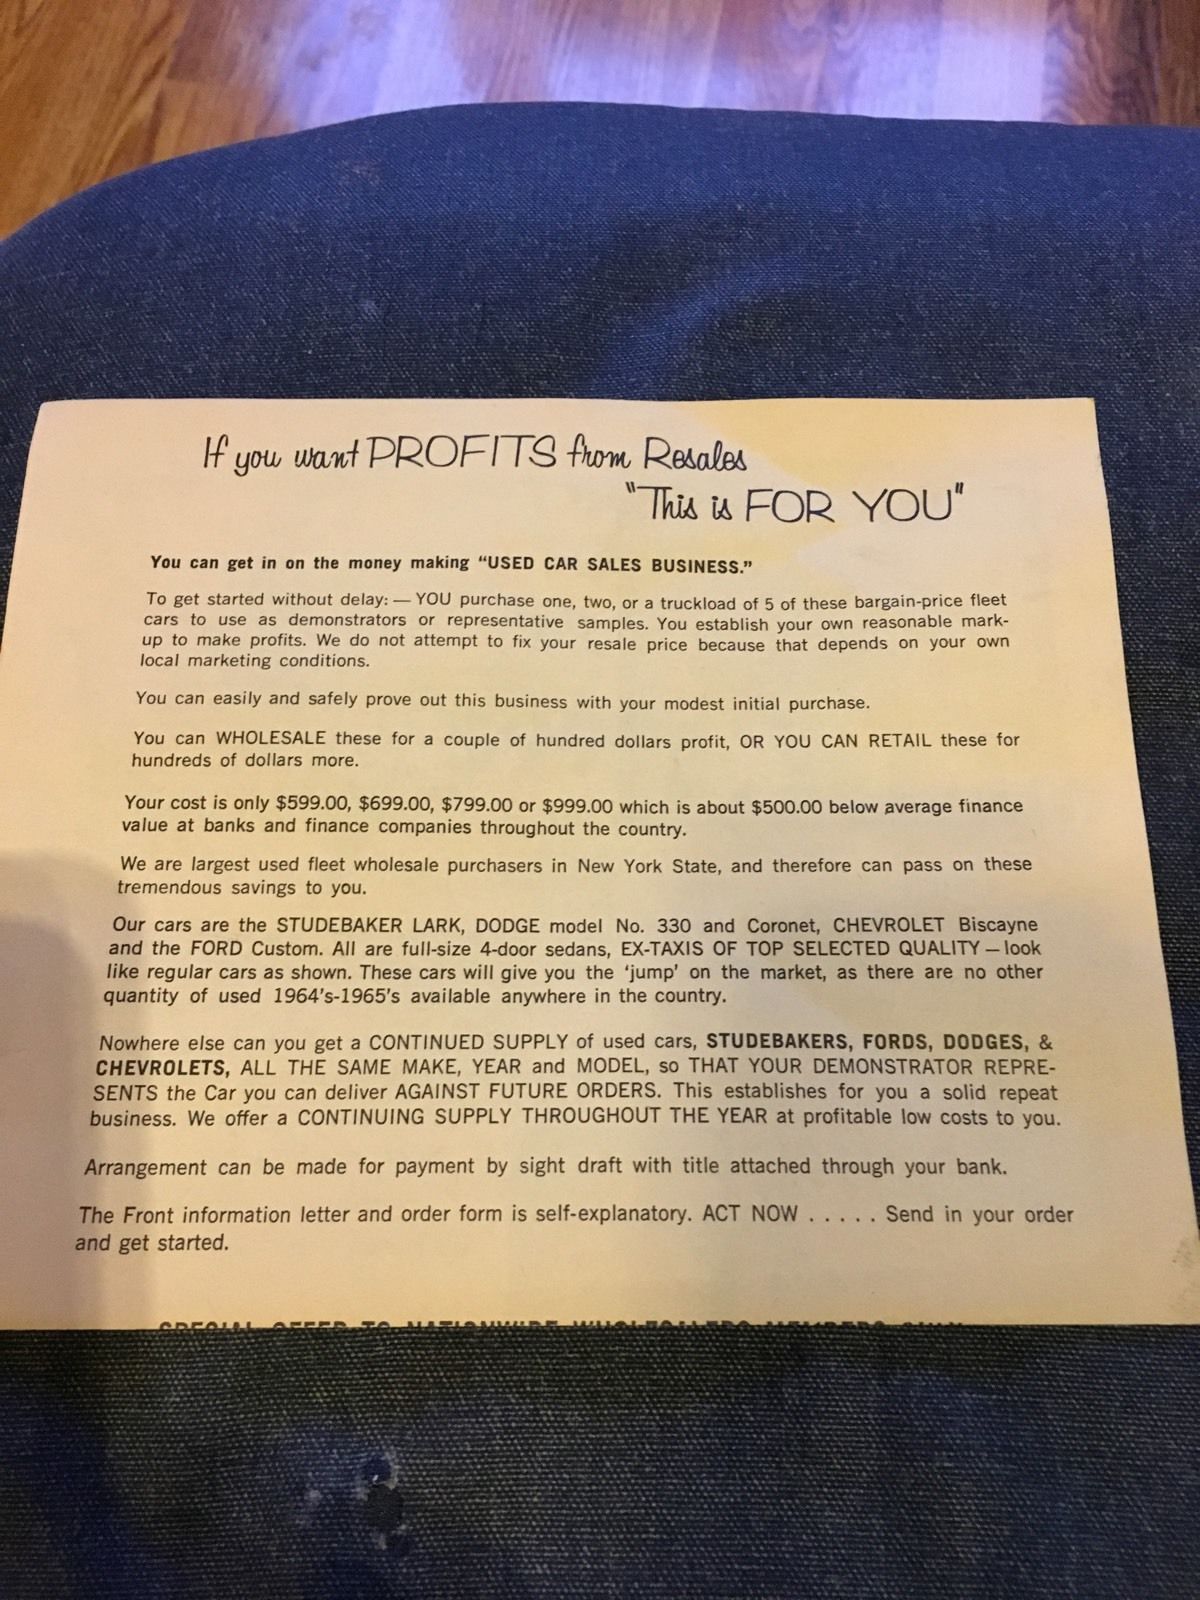 If you want PROFITS from Resales
"This is FOR YOU"
You can get in on the money making “USED CAR SALES BUSINESS.”
To get started without delay: — YOU purchase one, two, or a truckload of 5 of these bargain-price fleet
cars to use as demonstrators or representative samples. You establish your own reasonable mark-
up to make profits. We do not attempt to fix your resale price because that depends on your own
local marketing conditions.
You can easily and safely prove out this business with your modest initial purchase.
You can WHOLESALE these for a couple of hundred dollars profit, OR YOU CAN RETAIL these for
hundreds of dollars more.
Your cost is only $599.00, $699.00, $799.00 or $999.00 which is about $500.00 below average finance
value at banks and finance companies throughout the country.
We are largest used fleet wholesale purchasers in New York State, and therefore can pass on these
tremendous savings to you.
Our cars are the STUDEBAKER LARK, DODGE model No. 330 and Coronet, CHEVROLET Biscayne
and the FORD Custom. All are full-size 4-door sedans, EX-TAXIS OF TOP SELECTED QUALITY — look
like regular cars as shown. These cars will give you the ‘jump’ on the market, as there are no other
quantity of used 1964’s-1965’s available anywhere in the country.
Nowhere else can you get a CONTINUED SUPPLY of used cars, STUDEBAKERS, FORDS, DODGES, &
CHEVROLETS, ALL THE SAME MAKE, YEAR and MODEL, so THAT YOUR DEMONSTRATOR REPRE-
SENTS the Car you can deliver AGAINST FUTURE ORDERS. This establishes for you a solid repeat
business. We offer a CONTINUING SUPPLY THROUGHOUT THE YEAR at profitable low costs to you.
Arrangement can be made for payment by sight draft with title attached through your bank.
The Front information letter and order form is self-explanatory. ACT NOW . . . . . Send in your order
and get started.
SPECIAL OFFER TO NATIONWIDE WHOLESALERS MEMBERS